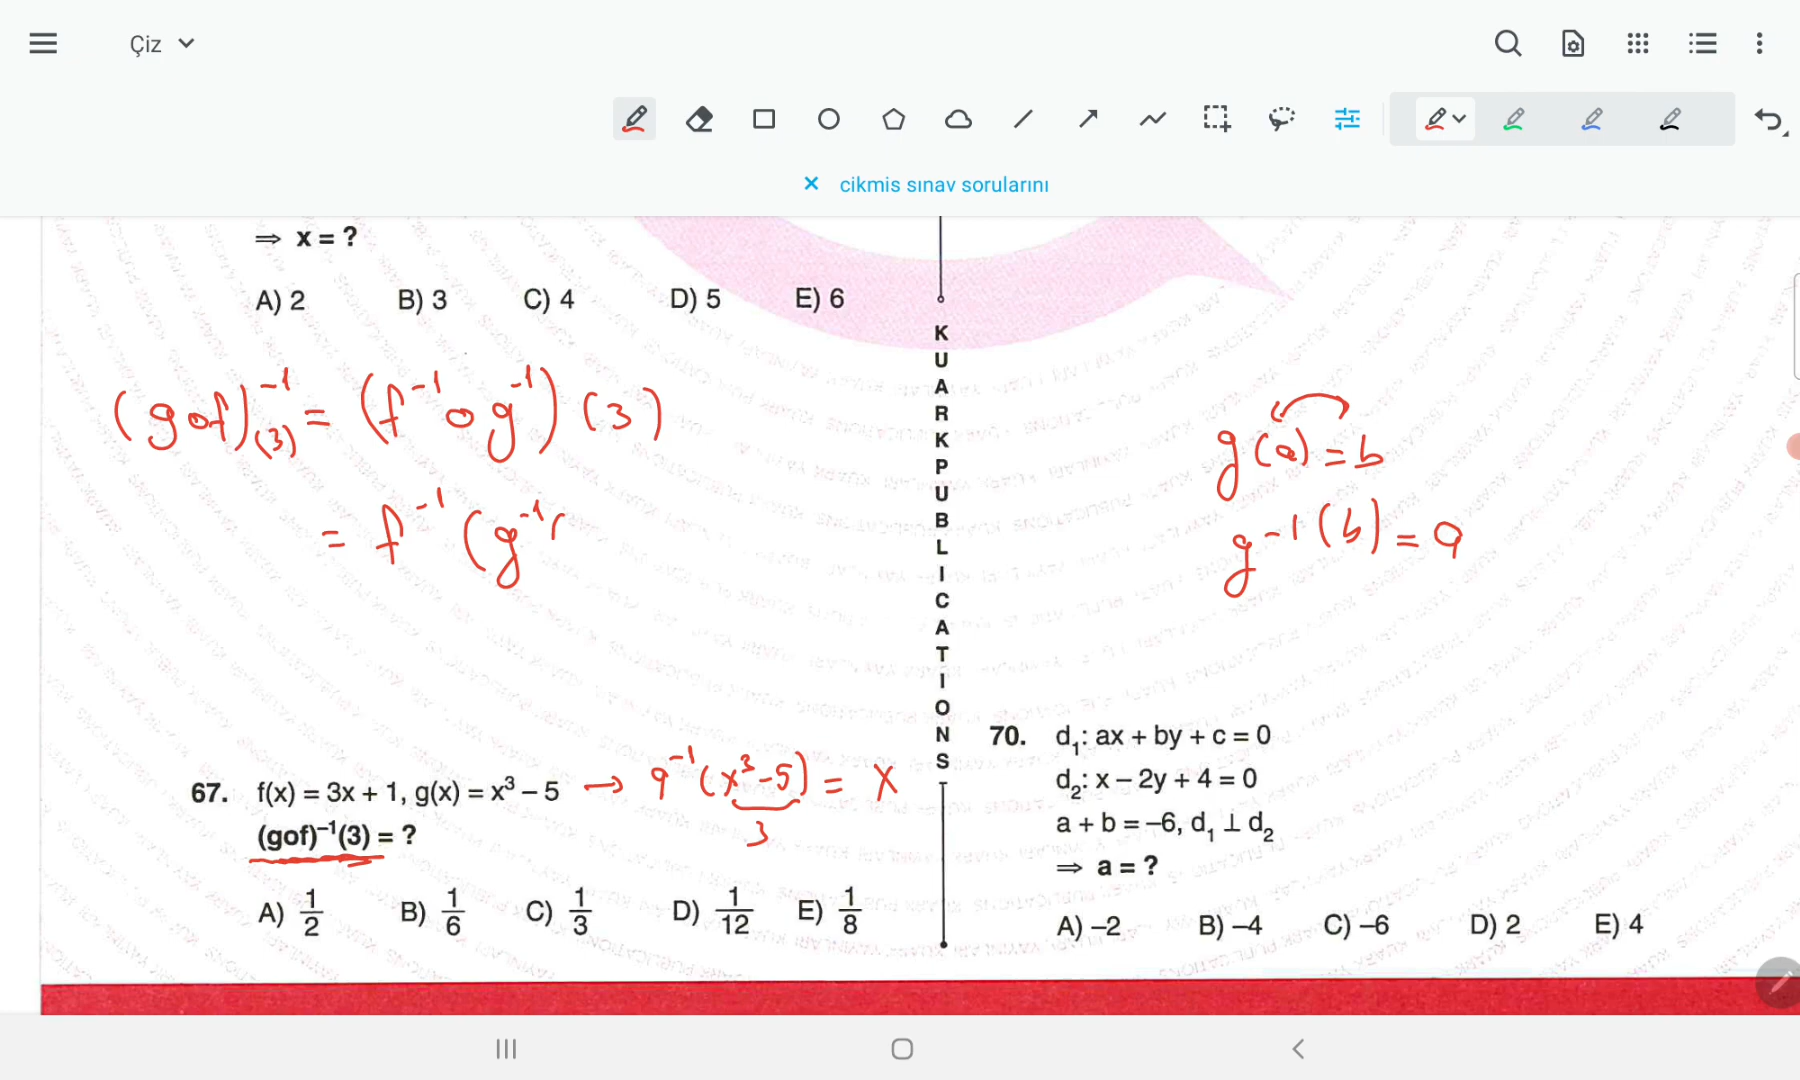 Çiz
cikmis sınav sorularını
⇒ x = ?
A) 2 B) 3 C) 4 D) 5 E) 6
(gof)⁻¹(3) = (f⁻¹ o g⁻¹) (3)
= f⁻¹ (g⁻¹(
67. f(x) = 3x + 1, g(x) = x³ – 5 → g⁻¹(x³-5) = x
3
(gof)⁻¹(3) = ?
A) 1/2 B) 1/6 C) 1/3 D) 1/12 E) 1/8
KUARKPUBLICATIONS
g(a) = b
g⁻¹(b) = a
70. d₁: ax + by + c = 0
d₂: x – 2y + 4 = 0
a + b = –6, d₁ ⊥ d₂
⇒ a = ?
A) –2 B) –4 C) –6 D) 2 E) 4